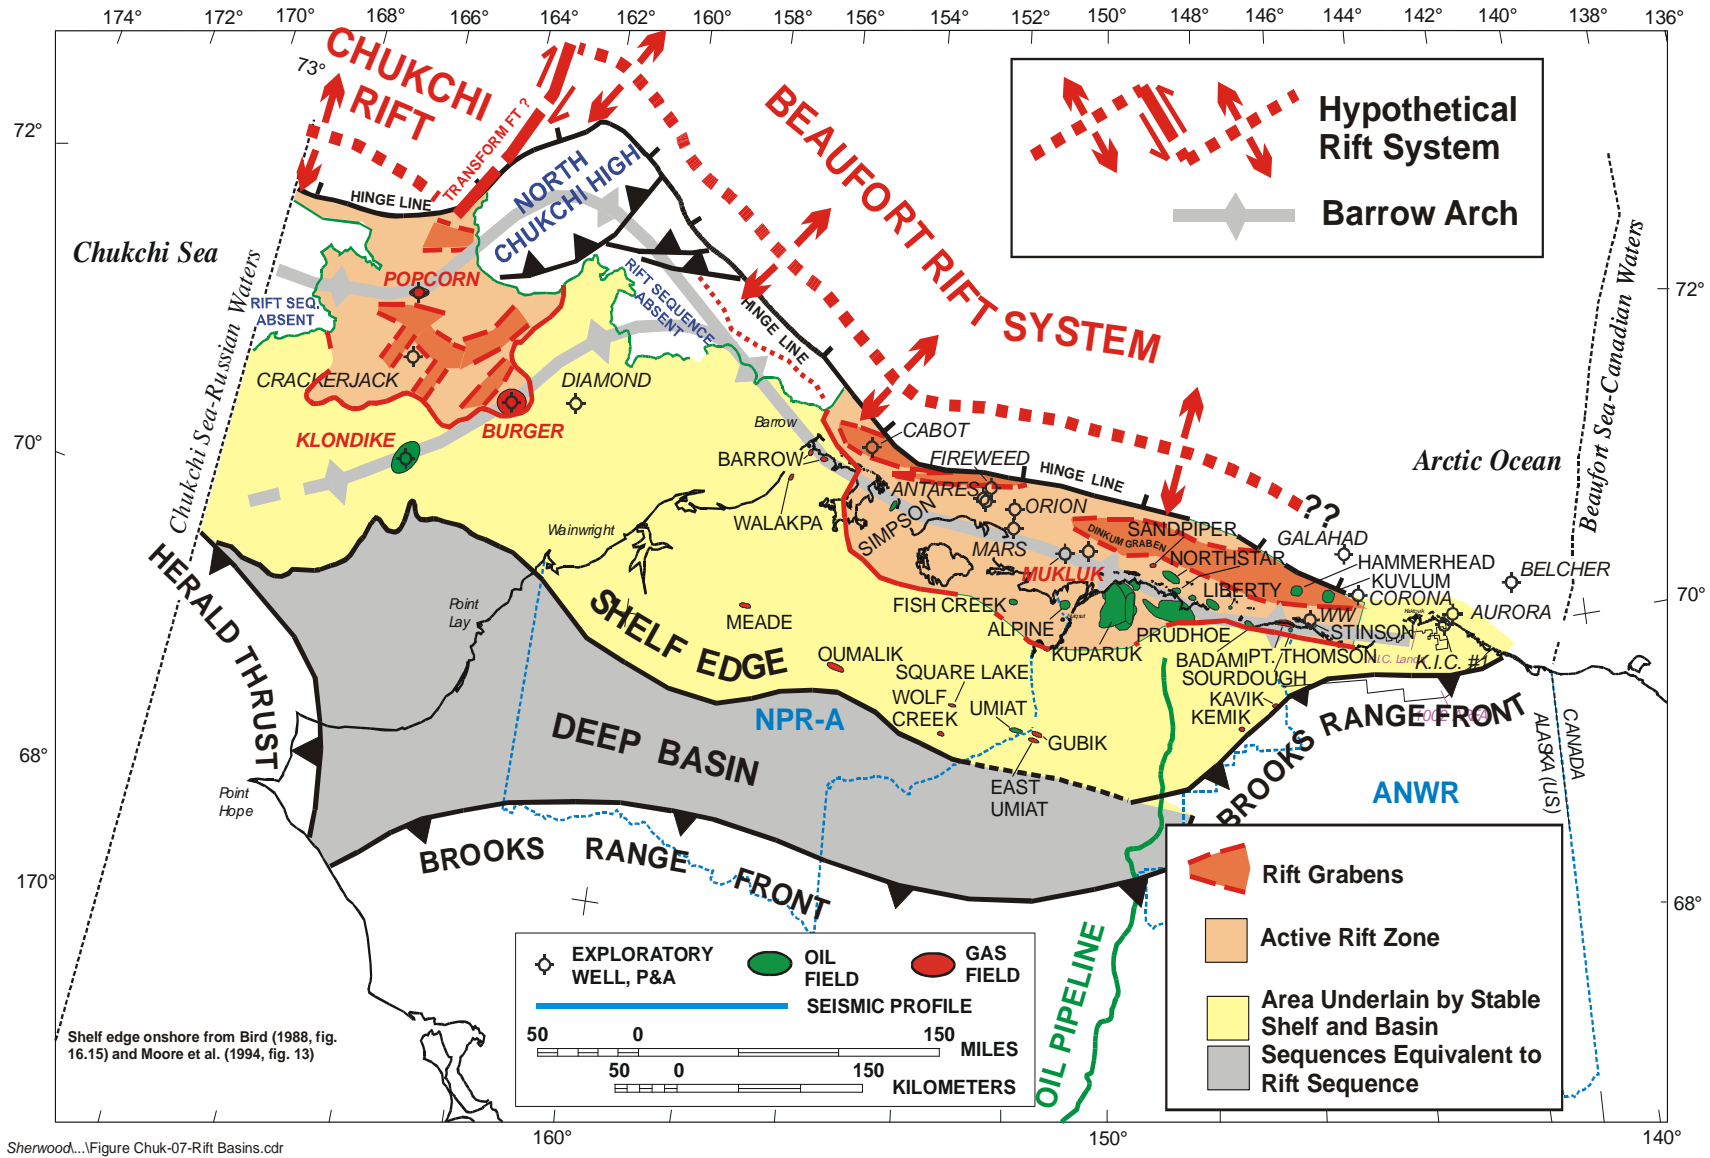 174°
172°
170°
168°
166°
164°
162°
160°
158°
156°
154°
152°
150°
148°
146°
144°
142°
140°
138°
136°
73°
72°
70°
68°
170°
72°
70°
68°
160°
150°
140°
CHUKCHI
RIFT
TRANSFORM FT ?
BEAUFORT RIFT SYSTEM
Hypothetical
Rift System
Barrow Arch
HINGE LINE
NORTH
CHUKCHI HIGH
Chukchi Sea
Chukchi Sea-Russian Waters
RIFT SEQ.
ABSENT
POPCORN
RIFT SEQUENCE
ABSENT
HINGE LINE
CRACKERJACK
DIAMOND
KLONDIKE
BURGER
Barrow
BARROW
WALAKPA
CABOT
FIREWEED
HINGE LINE
ANTARES
ORION
SIMPSON
MARS
MUKLUK
DINKUM GRABEN
SANDPIPER
NORTHSTAR
LIBERTY
??
GALAHAD
HAMMERHEAD
KUVLUM
CORONA
BELCHER
AURORA
WW
STINSON
K.I.C. #1
Arctic Ocean
Beaufort Sea-Canadian Waters
Wainwright
Point
Lay
Point
Hope
HERALD THRUST
SHELF EDGE
MEADE
OUMALIK
FISH CREEK
ALPINE
KUPARUK
PRUDHOE
BADAMI
PT. THOMSON
SOURDOUGH
KAVIK
KEMIK
SQUARE LAKE
WOLF
CREEK
UMIAT
GUBIK
EAST
UMIAT
NPR-A
DEEP BASIN
BROOKS RANGE FRONT
BROOKS RANGE FRONT
1002 AREA
ANWR
CANADA
ALASKA (US)
OIL PIPELINE
EXPLORATORY
WELL, P&A
OIL
FIELD
GAS
FIELD
SEISMIC PROFILE
50 0 150
MILES
50 0 150
KILOMETERS
Rift Grabens
Active Rift Zone
Area Underlain by Stable
Shelf and Basin
Sequences Equivalent to
Rift Sequence
Shelf edge onshore from Bird (1988, fig.
16.15) and Moore et al. (1994, fig. 13)
Sherwood\...\Figure Chuk-07-Rift Basins.cdr